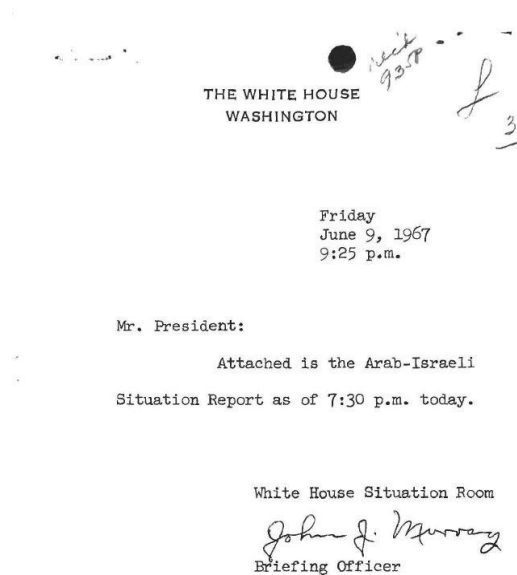 THE WHITE HOUSE
WASHINGTON
Friday
June 9, 1967
9:25 p.m.
Mr. President:
Attached is the Arab-Israeli
Situation Report as of 7:30 p.m. today.
White House Situation Room
John J. Murray
Briefing Officer